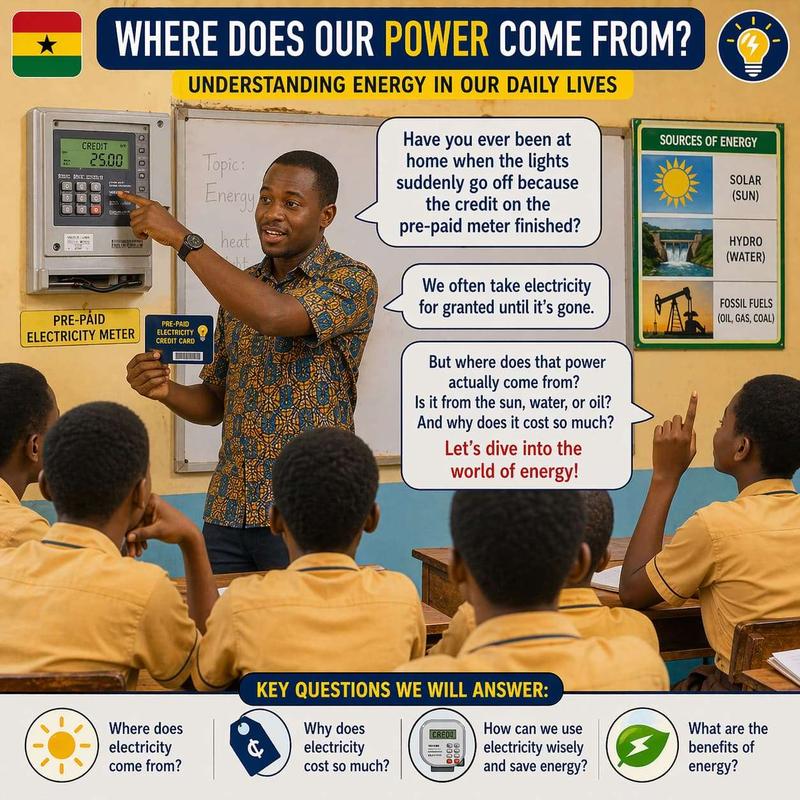 WHERE DOES OUR POWER COME FROM?
UNDERSTANDING ENERGY IN OUR DAILY LIVES
CREDIT
25.00
PRE-PAID
ELECTRICITY METER
PRE-PAID
ELECTRICITY
CREDIT CARD
Topic:
Energy
heat
Have you ever been at
home when the lights
suddenly go off because
the credit on the
pre-paid meter finished?
We often take electricity
for granted until it's gone.
But where does that power
actually come from?
Is it from the sun, water, or oil?
And why does it cost so much?
Let's dive into the
world of energy!
SOURCES OF ENERGY
SOLAR
(SUN)
HYDRO
(WATER)
FOSSIL FUELS
(OIL, GAS, COAL)
KEY QUESTIONS WE WILL ANSWER:
Where does
electricity
come from?
₵
Why does
electricity
cost so much?
CREDIT
How can we use
electricity wisely
and save energy?
What are the
benefits of
energy?